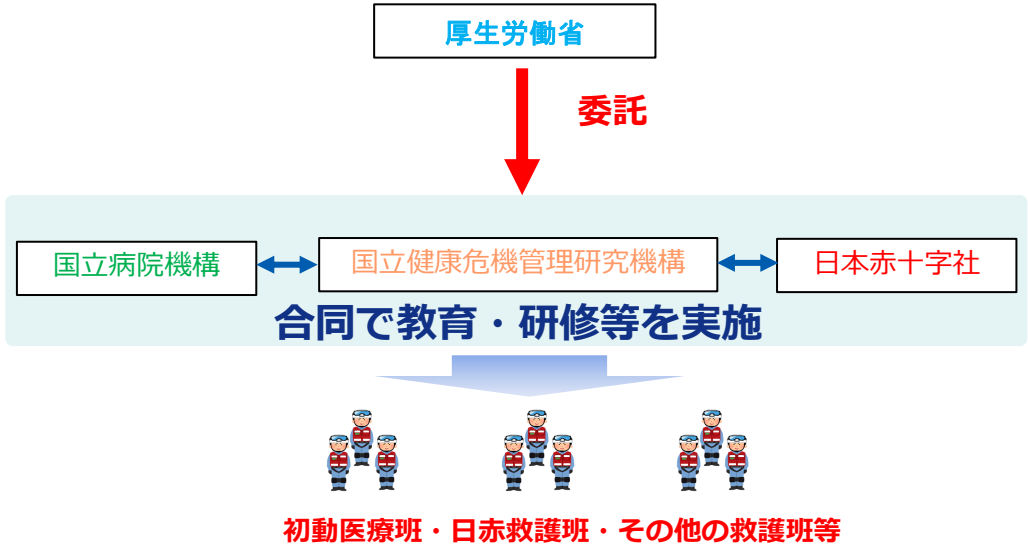 厚生労働省
委託
国立病院機構
国立健康危機管理研究機構
日本赤十字社
合同で教育・研修等を実施
初動医療班・日赤救護班・その他の救護班等